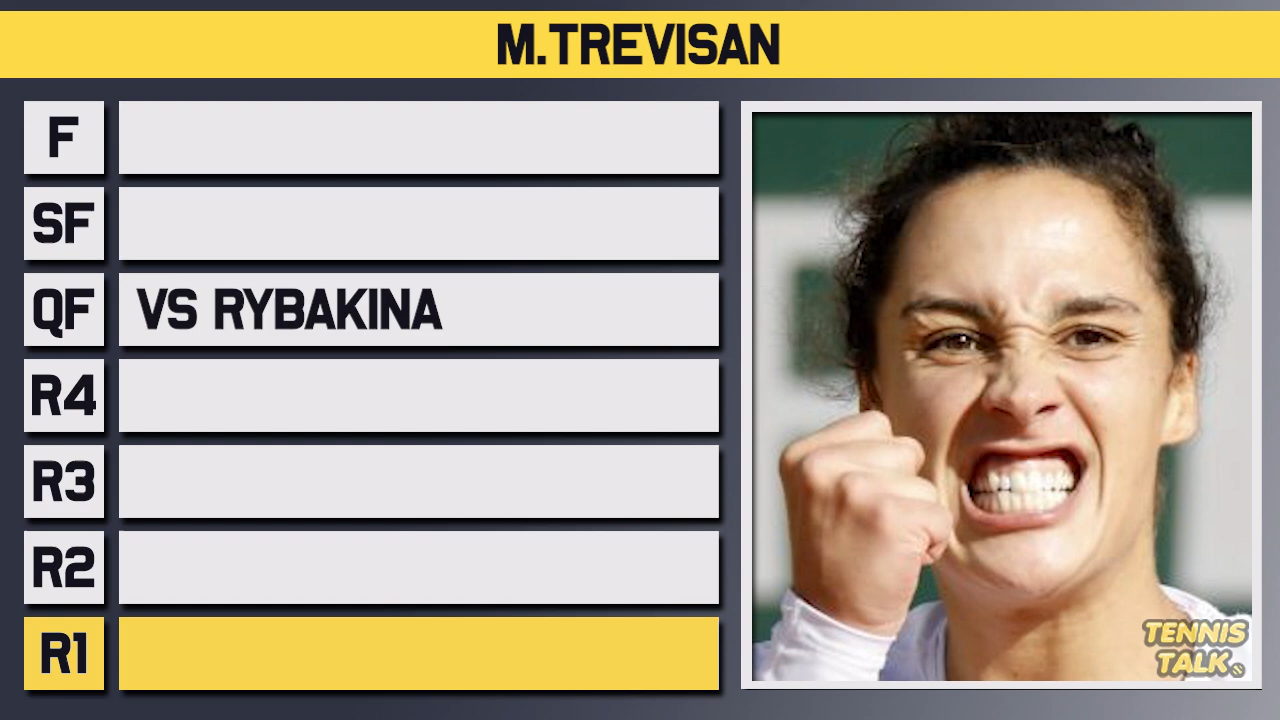 M.TREVISAN
F
SF
QF VS RYBAKINA
R4
R3
R2
R1
TENNIS
TALK